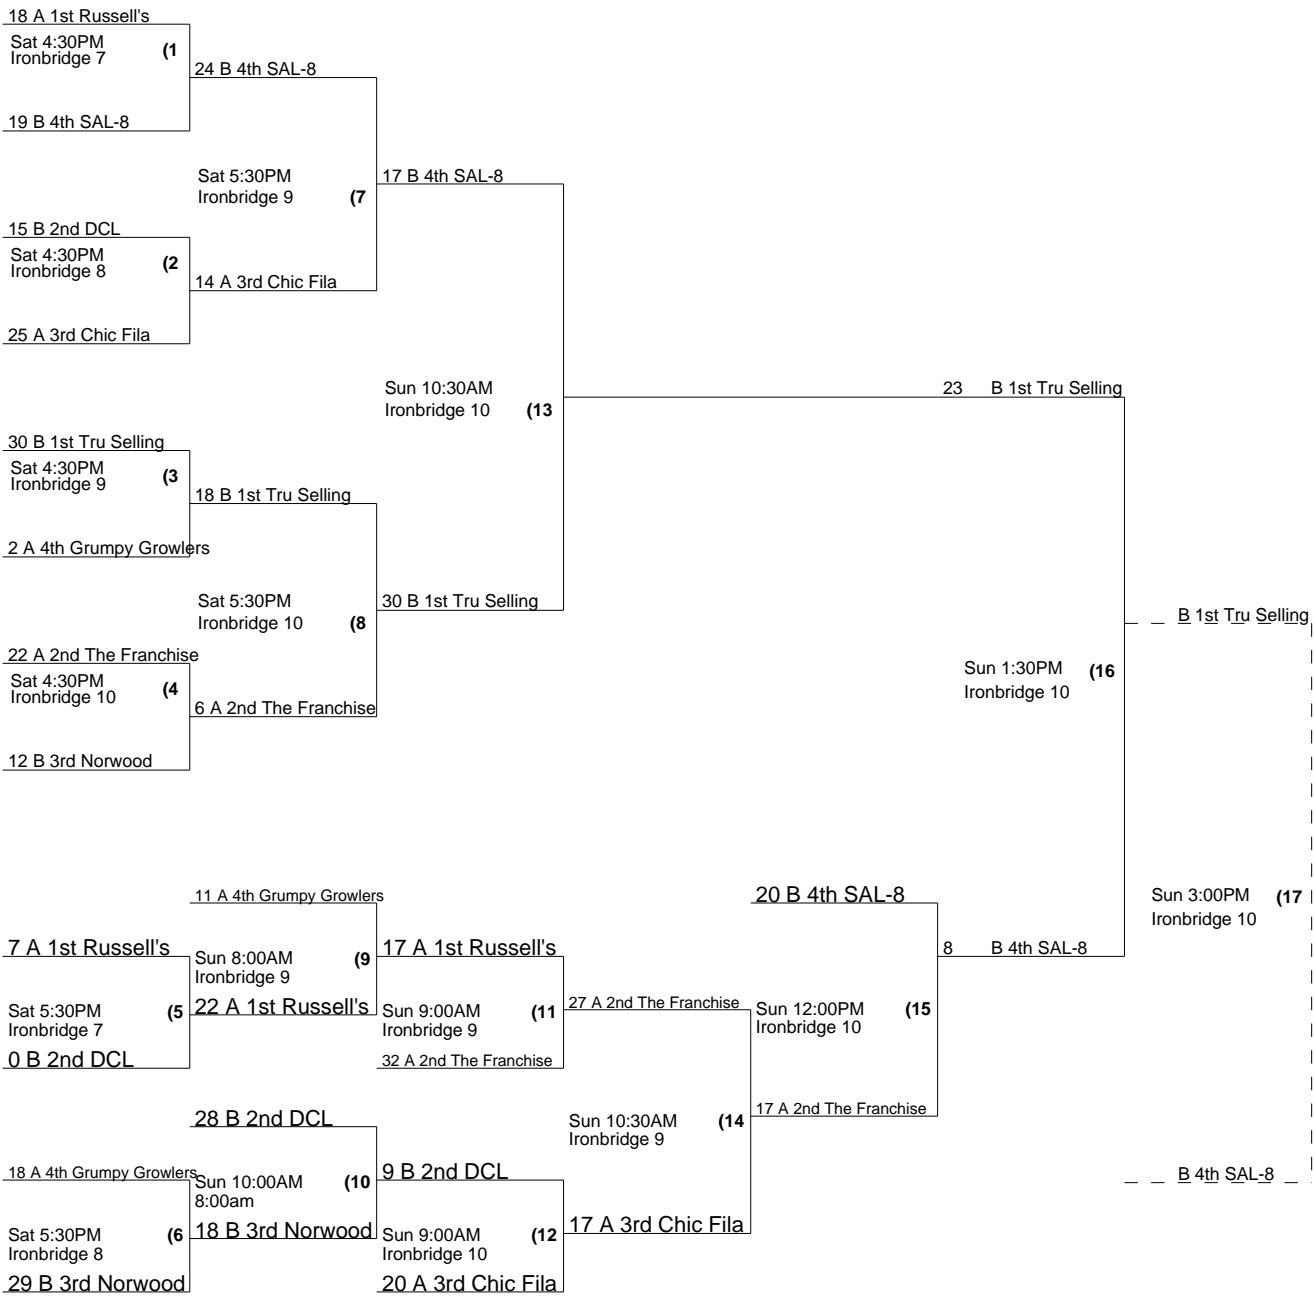 18 A 1st Russell's
Sat 4:30PM
Ironbridge 7
(1
24 B 4th SAL-8
19 B 4th SAL-8
Sat 5:30PM
Ironbridge 9
(7
17 B 4th SAL-8
15 B 2nd DCL
Sat 4:30PM
Ironbridge 8
(2
14 A 3rd Chic Fila
25 A 3rd Chic Fila
Sun 10:30AM
Ironbridge 10
(13
23 B 1st Tru Selling
30 B 1st Tru Selling
Sat 4:30PM
Ironbridge 9
(3
18 B 1st Tru Selling
2 A 4th Grumpy Growlers
Sat 5:30PM
Ironbridge 10
(8
30 B 1st Tru Selling
B 1st Tru Selling
22 A 2nd The Franchise
Sat 4:30PM
Ironbridge 10
(4
6 A 2nd The Franchise
Sun 1:30PM
Ironbridge 10
(16
12 B 3rd Norwood
11 A 4th Grumpy Growlers
20 B 4th SAL-8
Sun 3:00PM
Ironbridge 10
(17
7 A 1st Russell's
Sun 8:00AM
Ironbridge 9
(9
17 A 1st Russell's
8 B 4th SAL-8
Sat 5:30PM
Ironbridge 7
(5
22 A 1st Russell's
Sun 9:00AM
Ironbridge 9
(11
27 A 2nd The Franchise
Sun 12:00PM
Ironbridge 10
(15
0 B 2nd DCL
32 A 2nd The Franchise
28 B 2nd DCL
Sun 10:30AM
Ironbridge 9
(14
17 A 2nd The Franchise
18 A 4th Grumpy Growlers
Sun 10:00AM
8:00am
(10
9 B 2nd DCL
B 4th SAL-8
Sat 5:30PM
Ironbridge 8
(6
18 B 3rd Norwood
Sun 9:00AM
Ironbridge 10
(12
17 A 3rd Chic Fila
29 B 3rd Norwood
20 A 3rd Chic Fila